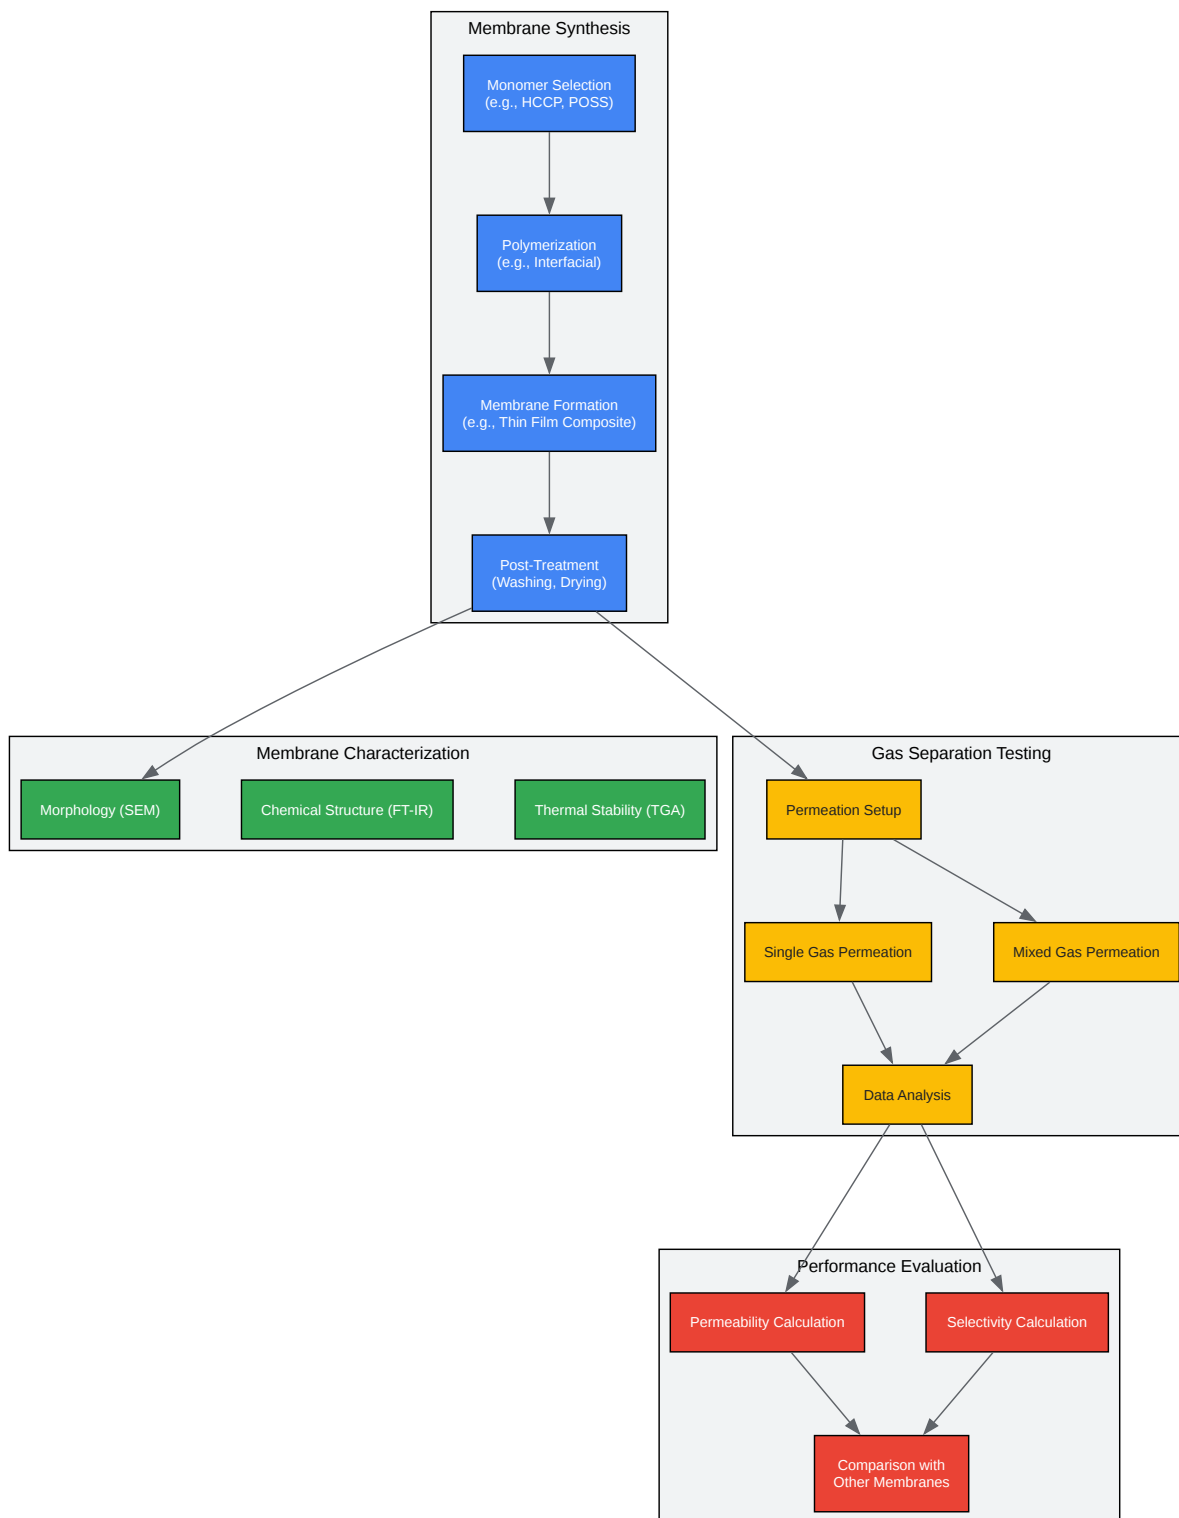 Membrane Synthesis
Monomer Selection
(e.g., HCCP, POSS)
Polymerization
(e.g., Interfacial)
Membrane Formation
(e.g., Thin Film Composite)
Post-Treatment
(Washing, Drying)
Membrane Characterization
Morphology (SEM)
Chemical Structure (FT-IR)
Thermal Stability (TGA)
Gas Separation Testing
Permeation Setup
Single Gas Permeation
Mixed Gas Permeation
Data Analysis
Performance Evaluation
Permeability Calculation
Selectivity Calculation
Comparison with
Other Membranes